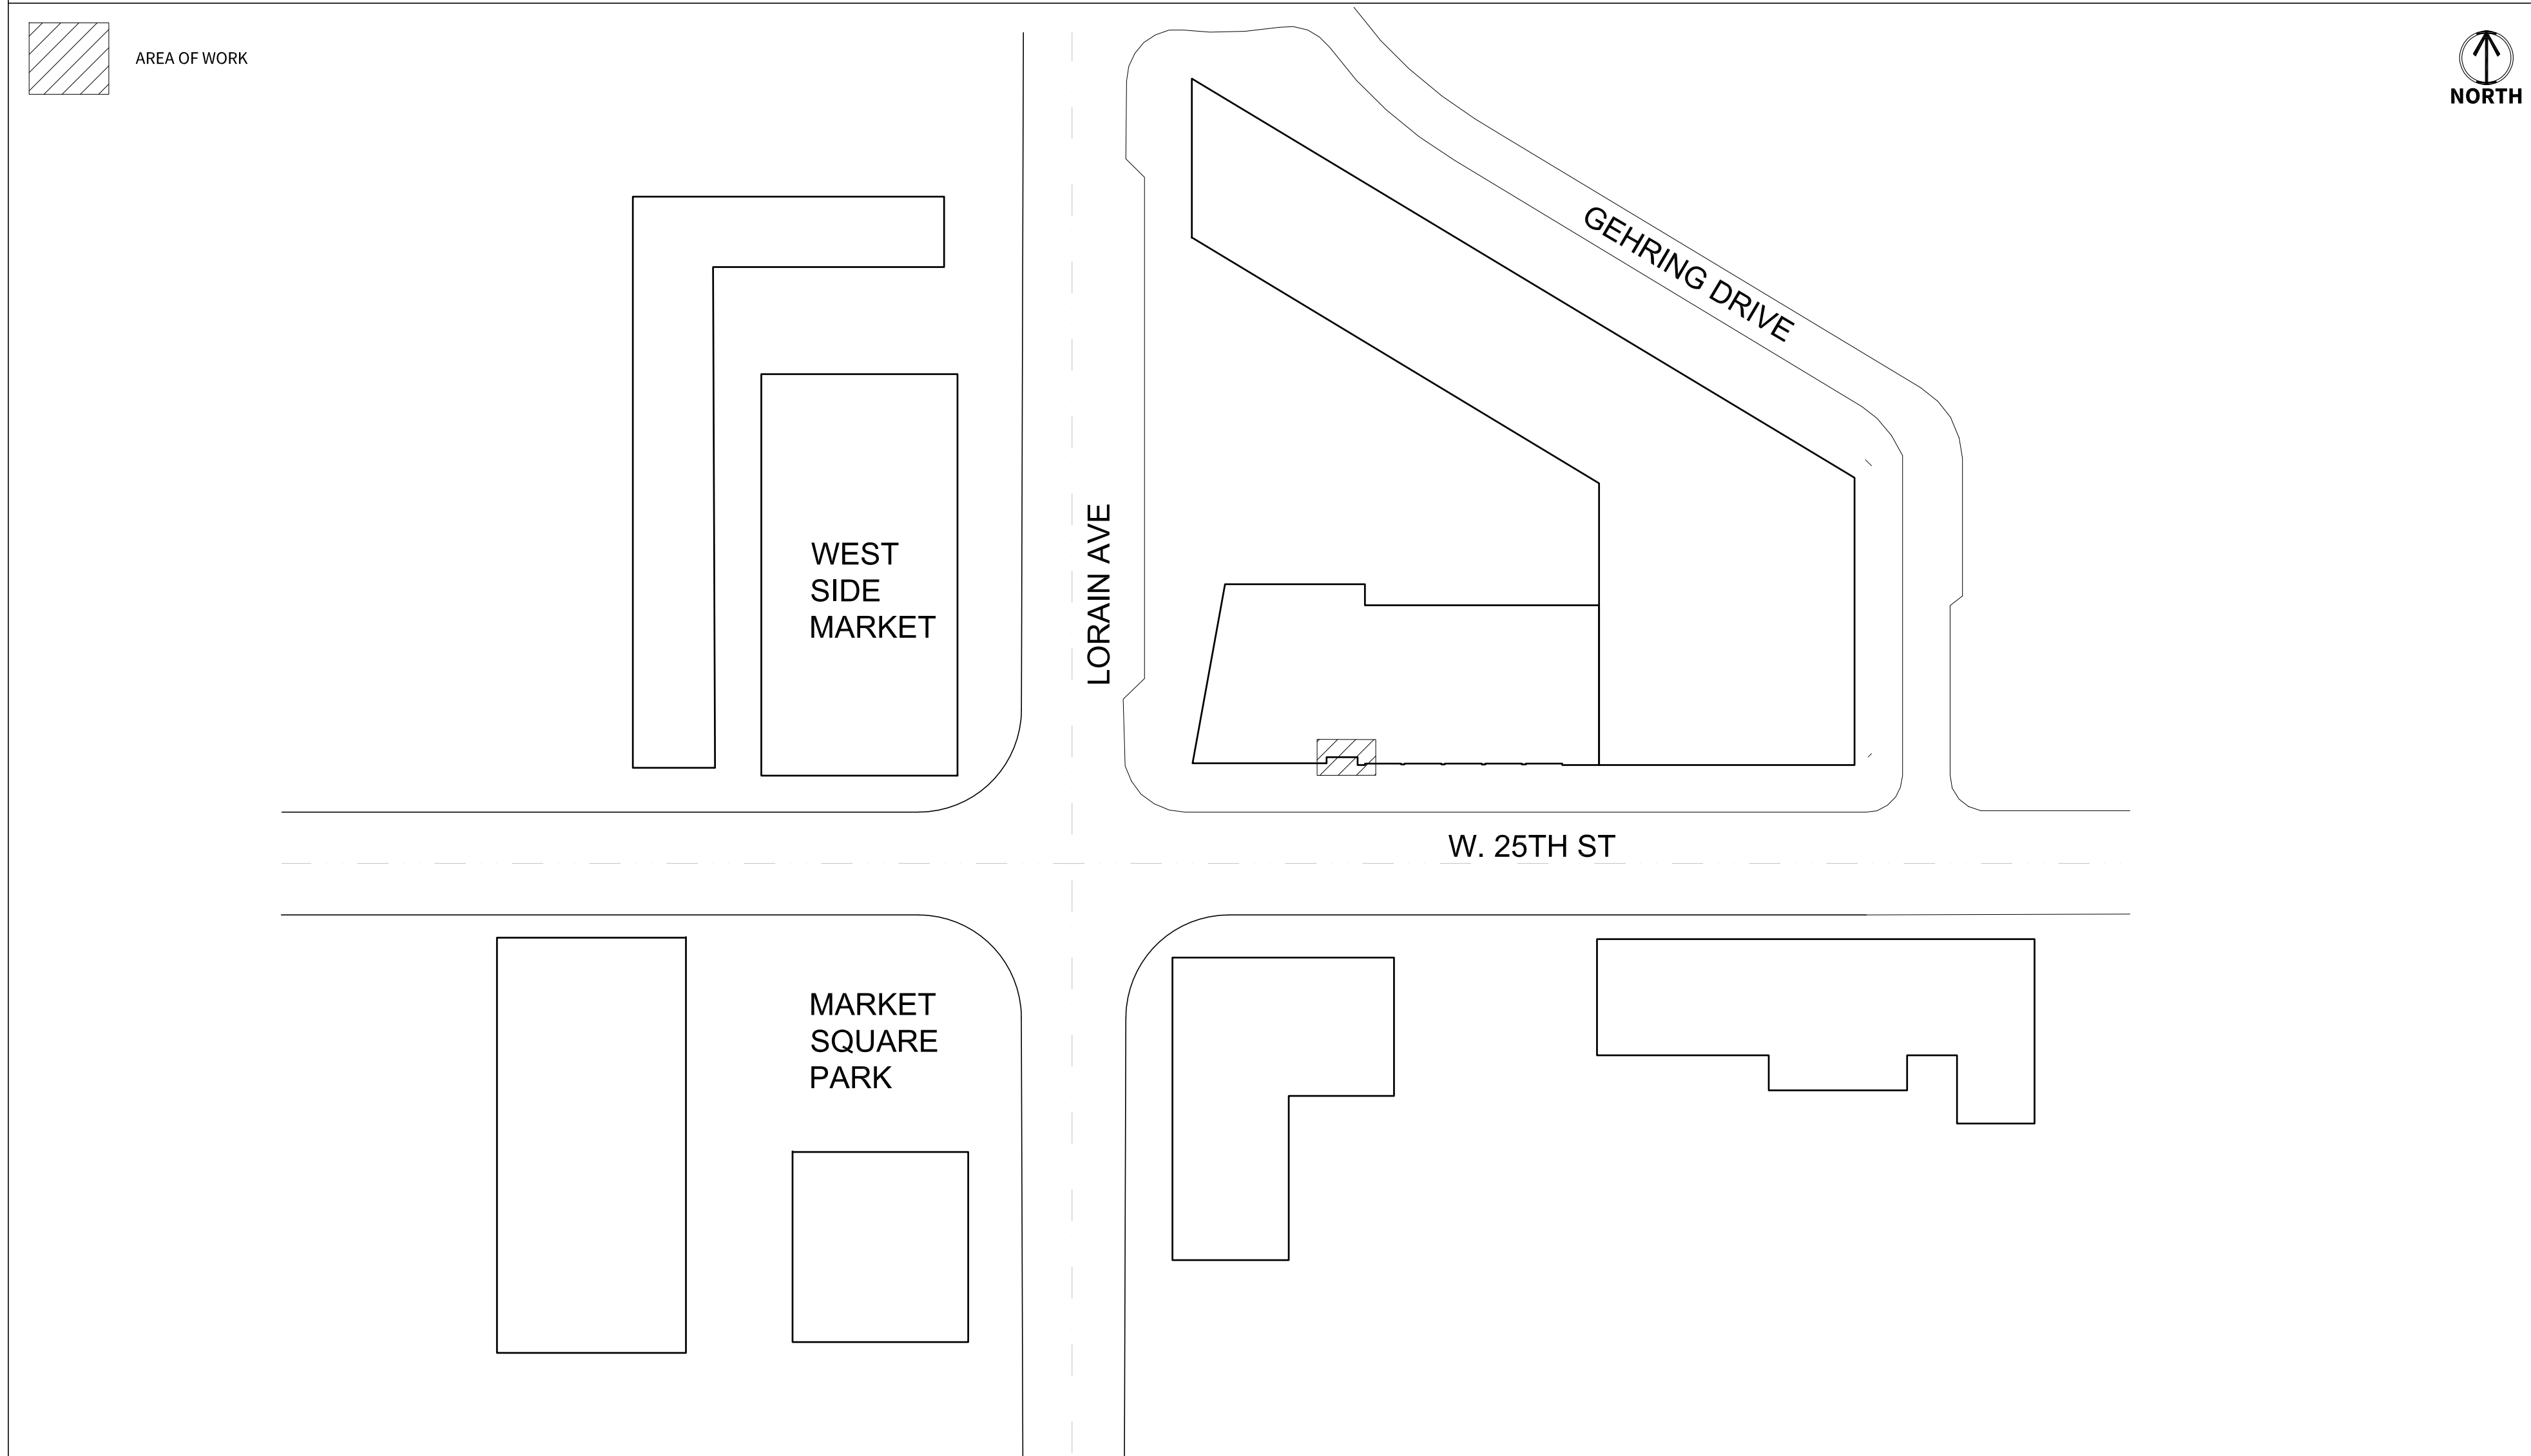 AREA OF WORK
NORTH
GEHRING DRIVE
LORAIN AVE
WEST
SIDE
MARKET
W. 25TH ST
MARKET
SQUARE
PARK